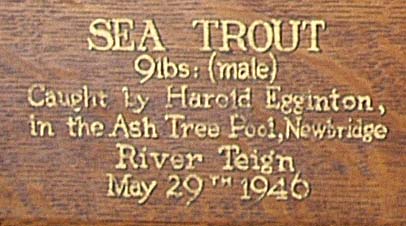 SEA TROUT
9lbs: (male)
Caught by Harold Egginton,
in the Ash Tree Pool, Newbridge
River Teign
May 29TH 1946